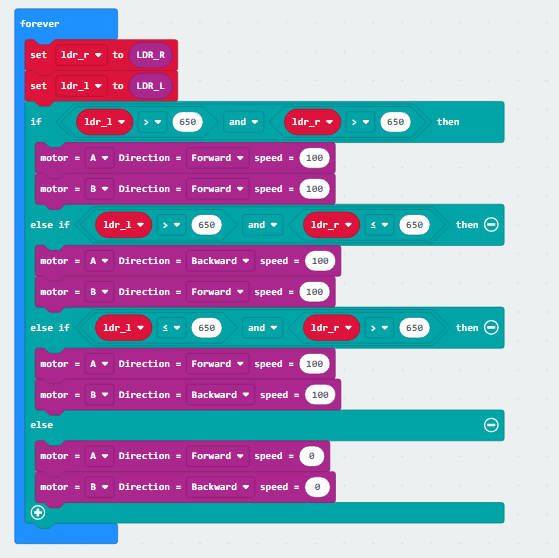 forever
set ldr_r to LDR_R
set ldr_l to LDR_L
if ldr_l > 650 and ldr_r > 650 then
motor = A Direction = Forward speed = 100
motor = B Direction = Forward speed = 100
else if ldr_l > 650 and ldr_r ≤ 650 then
motor = A Direction = Backward speed = 100
motor = B Direction = Forward speed = 100
else if ldr_l ≤ 650 and ldr_r > 650 then
motor = A Direction = Forward speed = 100
motor = B Direction = Backward speed = 100
else
motor = A Direction = Forward speed = 0
motor = B Direction = Backward speed = 0